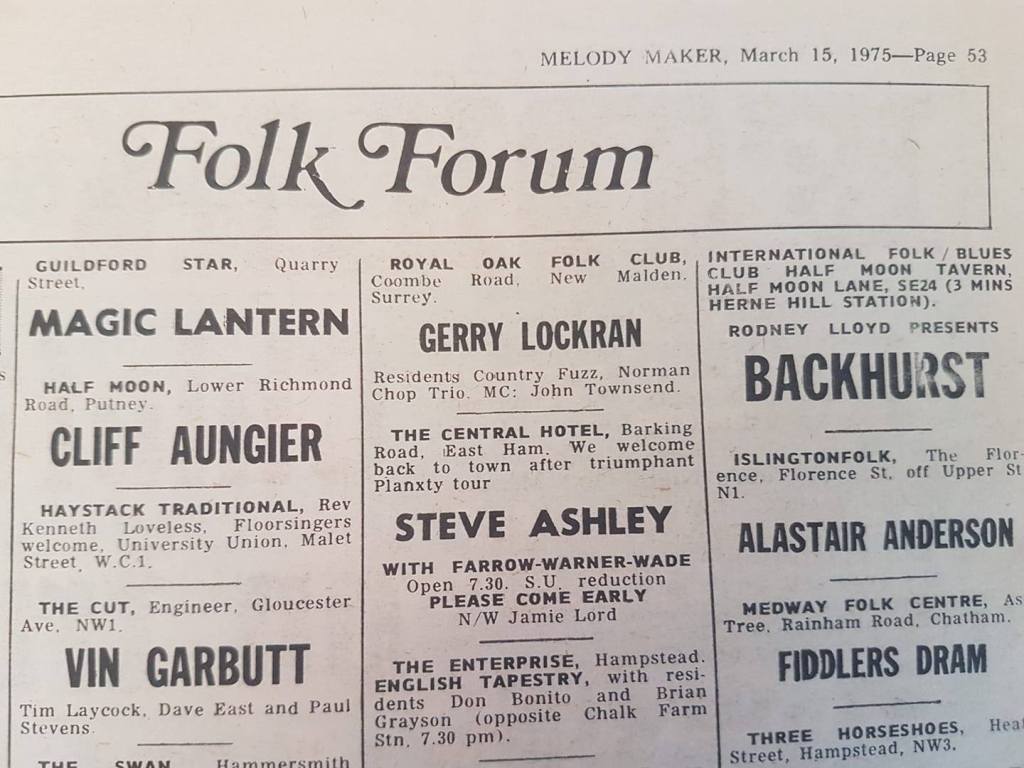 MELODY MAKER, March 15, 1975—Page 53
Folk Forum
GUILDFORD STAR, Quarry
Street.
MAGIC LANTERN
HALF MOON, Lower Richmond
Road, Putney.
CLIFF AUNGIER
HAYSTACK TRADITIONAL, Rev
Kenneth Loveless, Floorsingers
welcome, University Union, Malet
Street, W.C.1.
THE CUT, Engineer, Gloucester
Ave, NW1.
VIN GARBUTT
Tim Laycock, Dave East and Paul
Stevens.
THE SWAN, Hammersmith
ROYAL OAK FOLK CLUB,
Coombe Road, New Malden.
Surrey.
GERRY LOCKRAN
Residents Country Fuzz, Norman
Chop Trio. MC: John Townsend.
THE CENTRAL HOTEL, Barking
Road, East Ham. We welcome
back to town after triumphant
Planxty tour
STEVE ASHLEY
WITH FARROW-WARNER-WADE
Open 7.30. S.U. reduction
PLEASE COME EARLY
N/W Jamie Lord
THE ENTERPRISE, Hampstead.
ENGLISH TAPESTRY, with resi-
dents Don Bonito and Brian
Grayson (opposite Chalk Farm
Stn, 7.30 pm).
INTERNATIONAL FOLK / BLUES
CLUB HALF MOON TAVERN,
HALF MOON LANE, SE24 (3 MINS
HERNE HILL STATION).
RODNEY LLOYD PRESENTS
BACKHURST
ISLINGTONFOLK, The Flor-
ence, Florence St, off Upper St
N1.
ALASTAIR ANDERSON
MEDWAY FOLK CENTRE, As
Tree, Rainham Road, Chatham.
FIDDLERS DRAM
THREE HORSESHOES, Heat
Street, Hampstead, NW3.